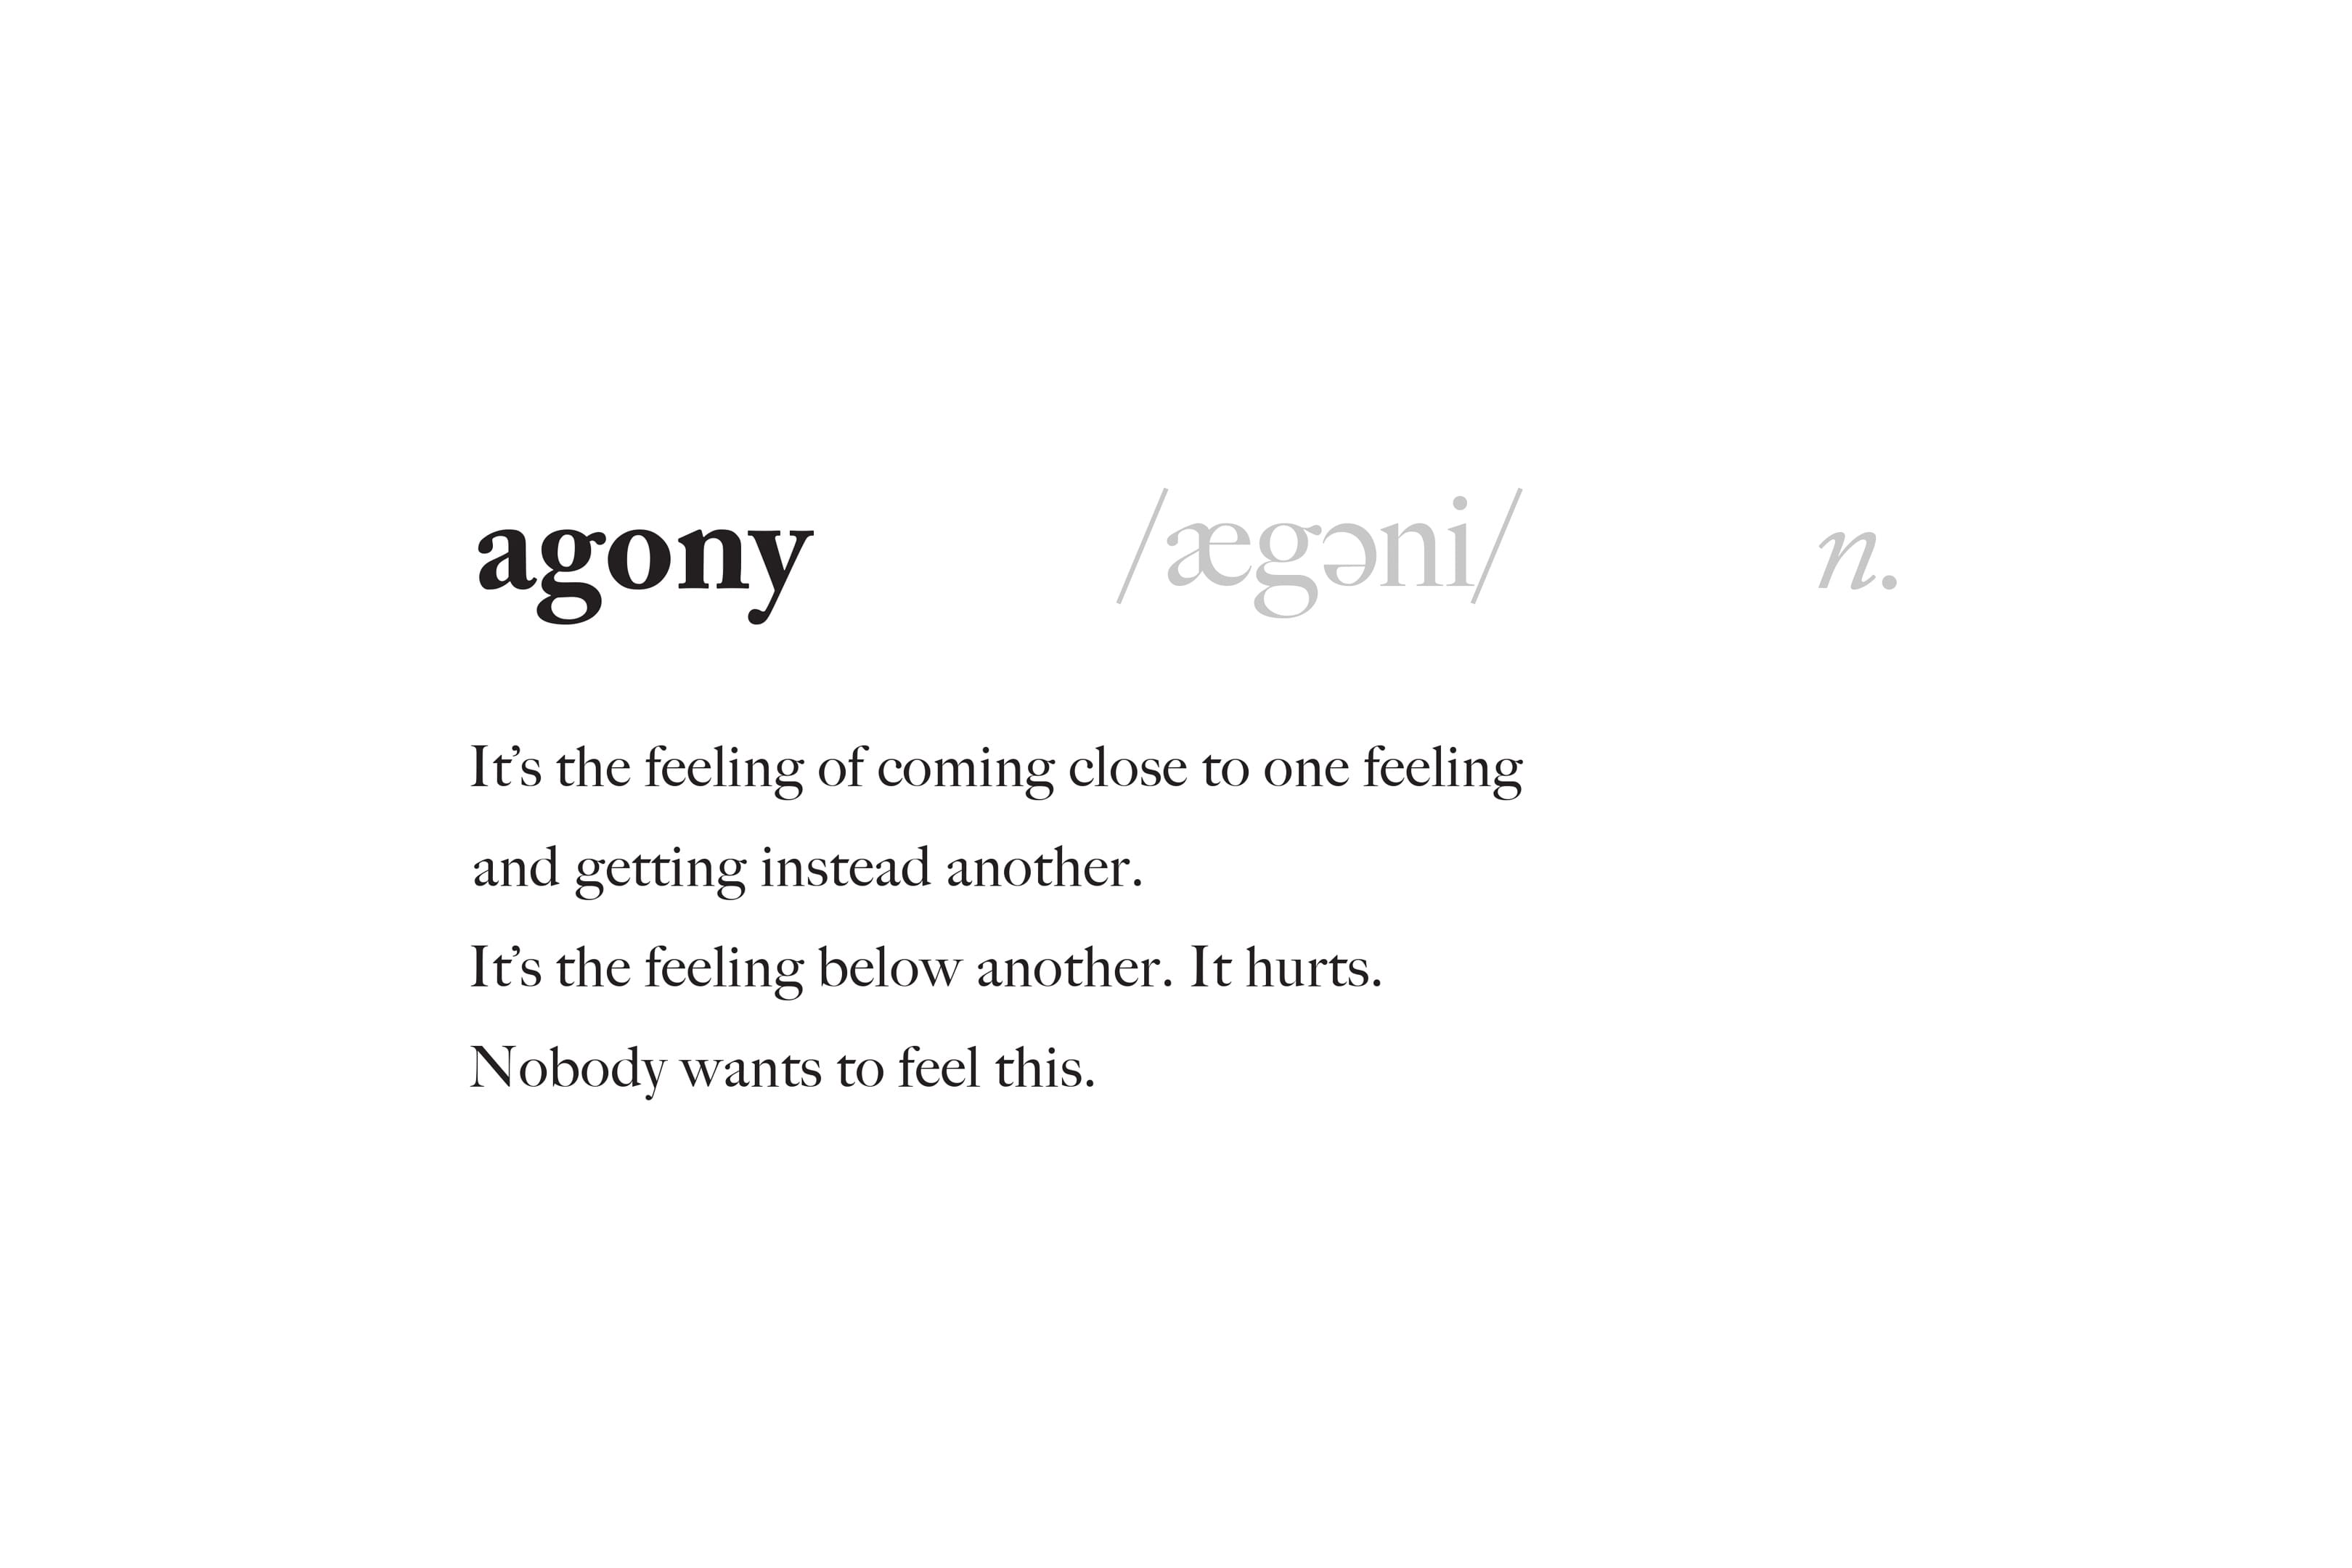 agony /ægəni/ n.
It’s the feeling of coming close to one feeling
and getting instead another.
It’s the feeling below another. It hurts.
Nobody wants to feel this.